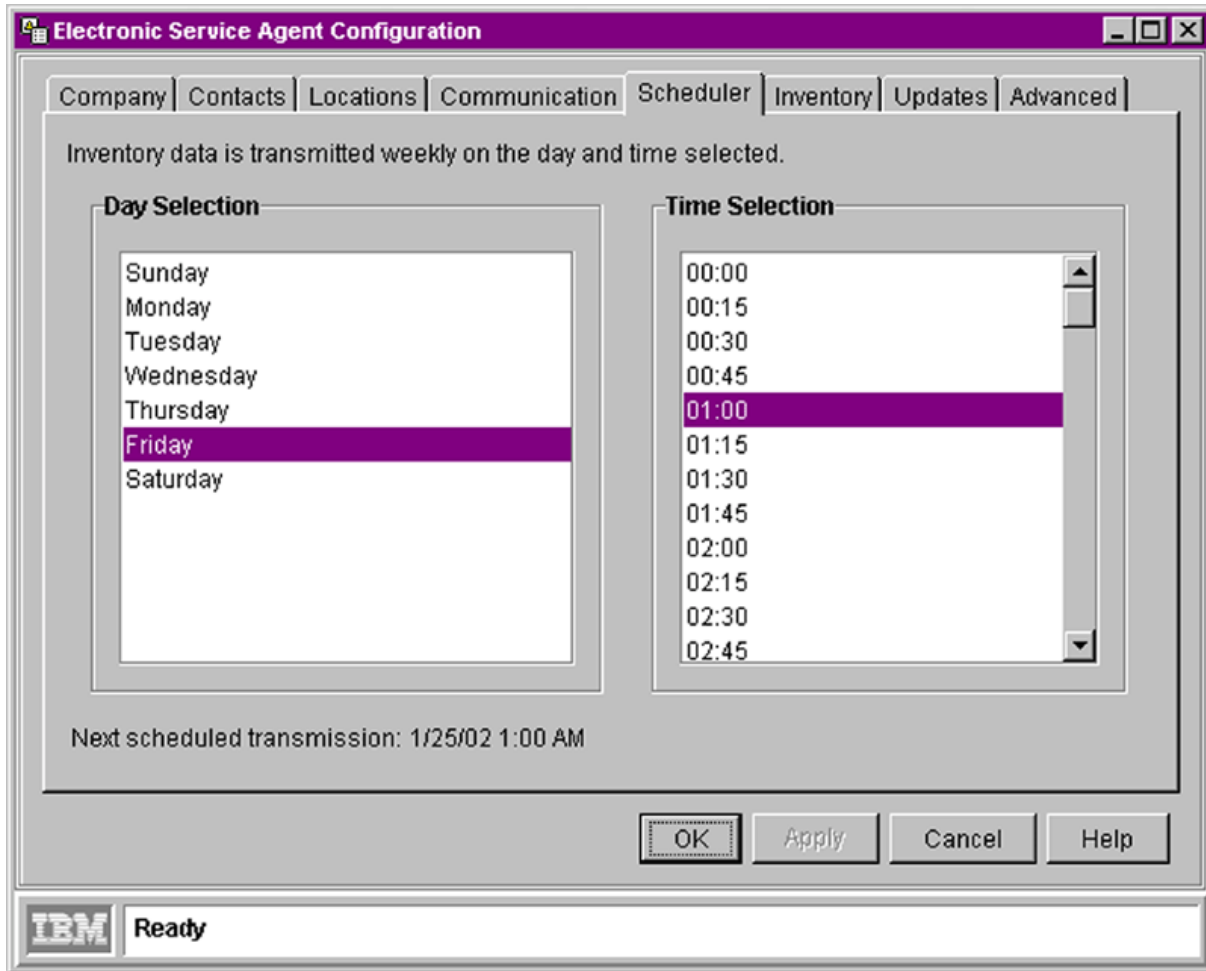 Electronic Service Agent Configuration
Company Contacts Locations Communication Scheduler Inventory Updates Advanced
Inventory data is transmitted weekly on the day and time selected.
Day Selection
Sunday
Monday
Tuesday
Wednesday
Thursday
Friday
Saturday
Time Selection
00:00
00:15
00:30
00:45
01:00
01:15
01:30
01:45
02:00
02:15
02:30
02:45
Next scheduled transmission: 1/25/02 1:00 AM
OK Apply Cancel Help
IBM Ready